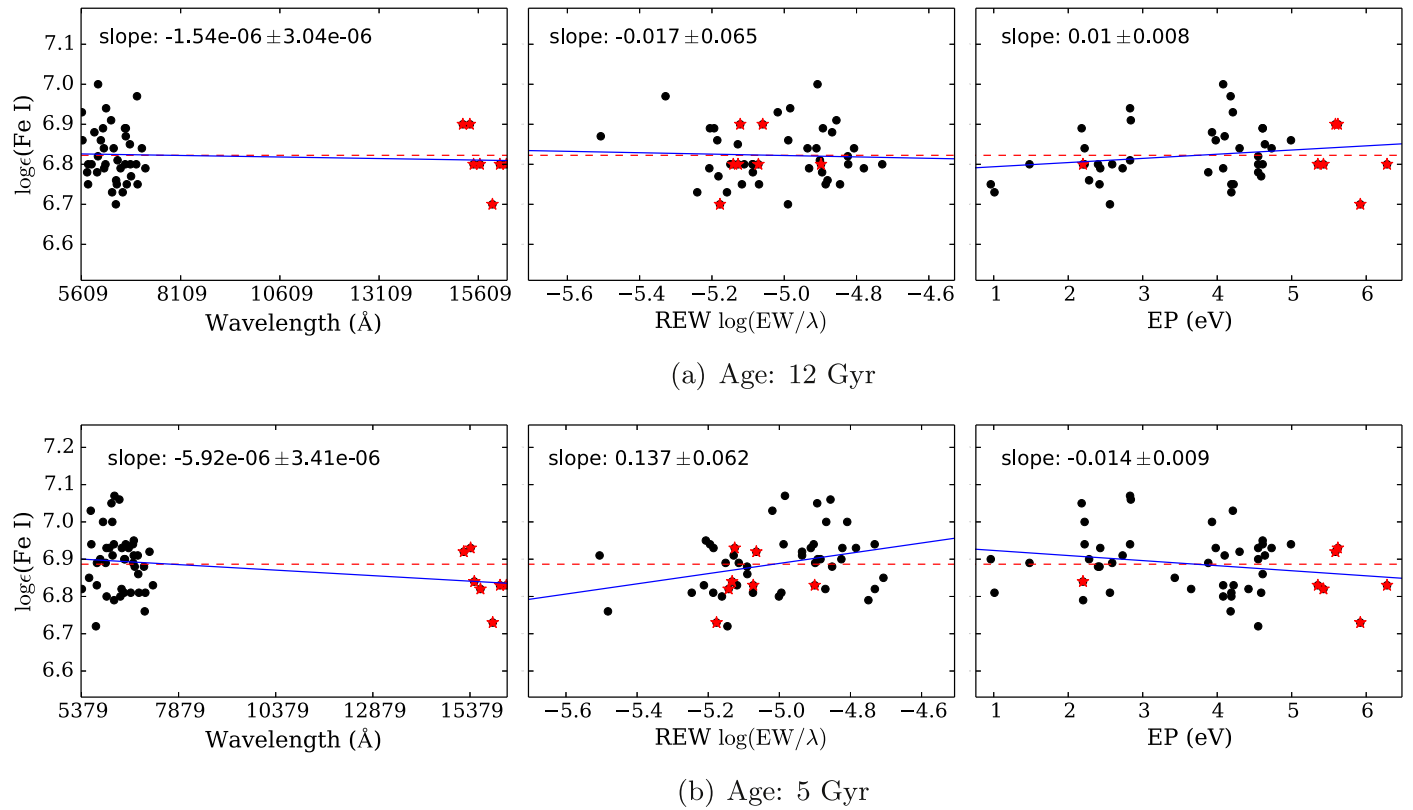 slope: -1.54e-06 ±3.04e-06
slope: -0.017 ±0.065
slope: 0.01 ±0.008
7.1
7.0
6.9
6.8
6.7
6.6
logϵ(Fe I)
5609 8109 10609 13109 15609
−5.6 −5.4 −5.2 −5.0 −4.8 −4.6
1 2 3 4 5 6
Wavelength (Å)
REW log(EW/λ)
EP (eV)
(a) Age: 12 Gyr
slope: -5.92e-06 ±3.41e-06
slope: 0.137 ±0.062
slope: -0.014 ±0.009
7.2
7.1
7.0
6.9
6.8
6.7
6.6
logϵ(Fe I)
5379 7879 10379 12879 15379
−5.6 −5.4 −5.2 −5.0 −4.8 −4.6
1 2 3 4 5 6
Wavelength (Å)
REW log(EW/λ)
EP (eV)
(b) Age: 5 Gyr